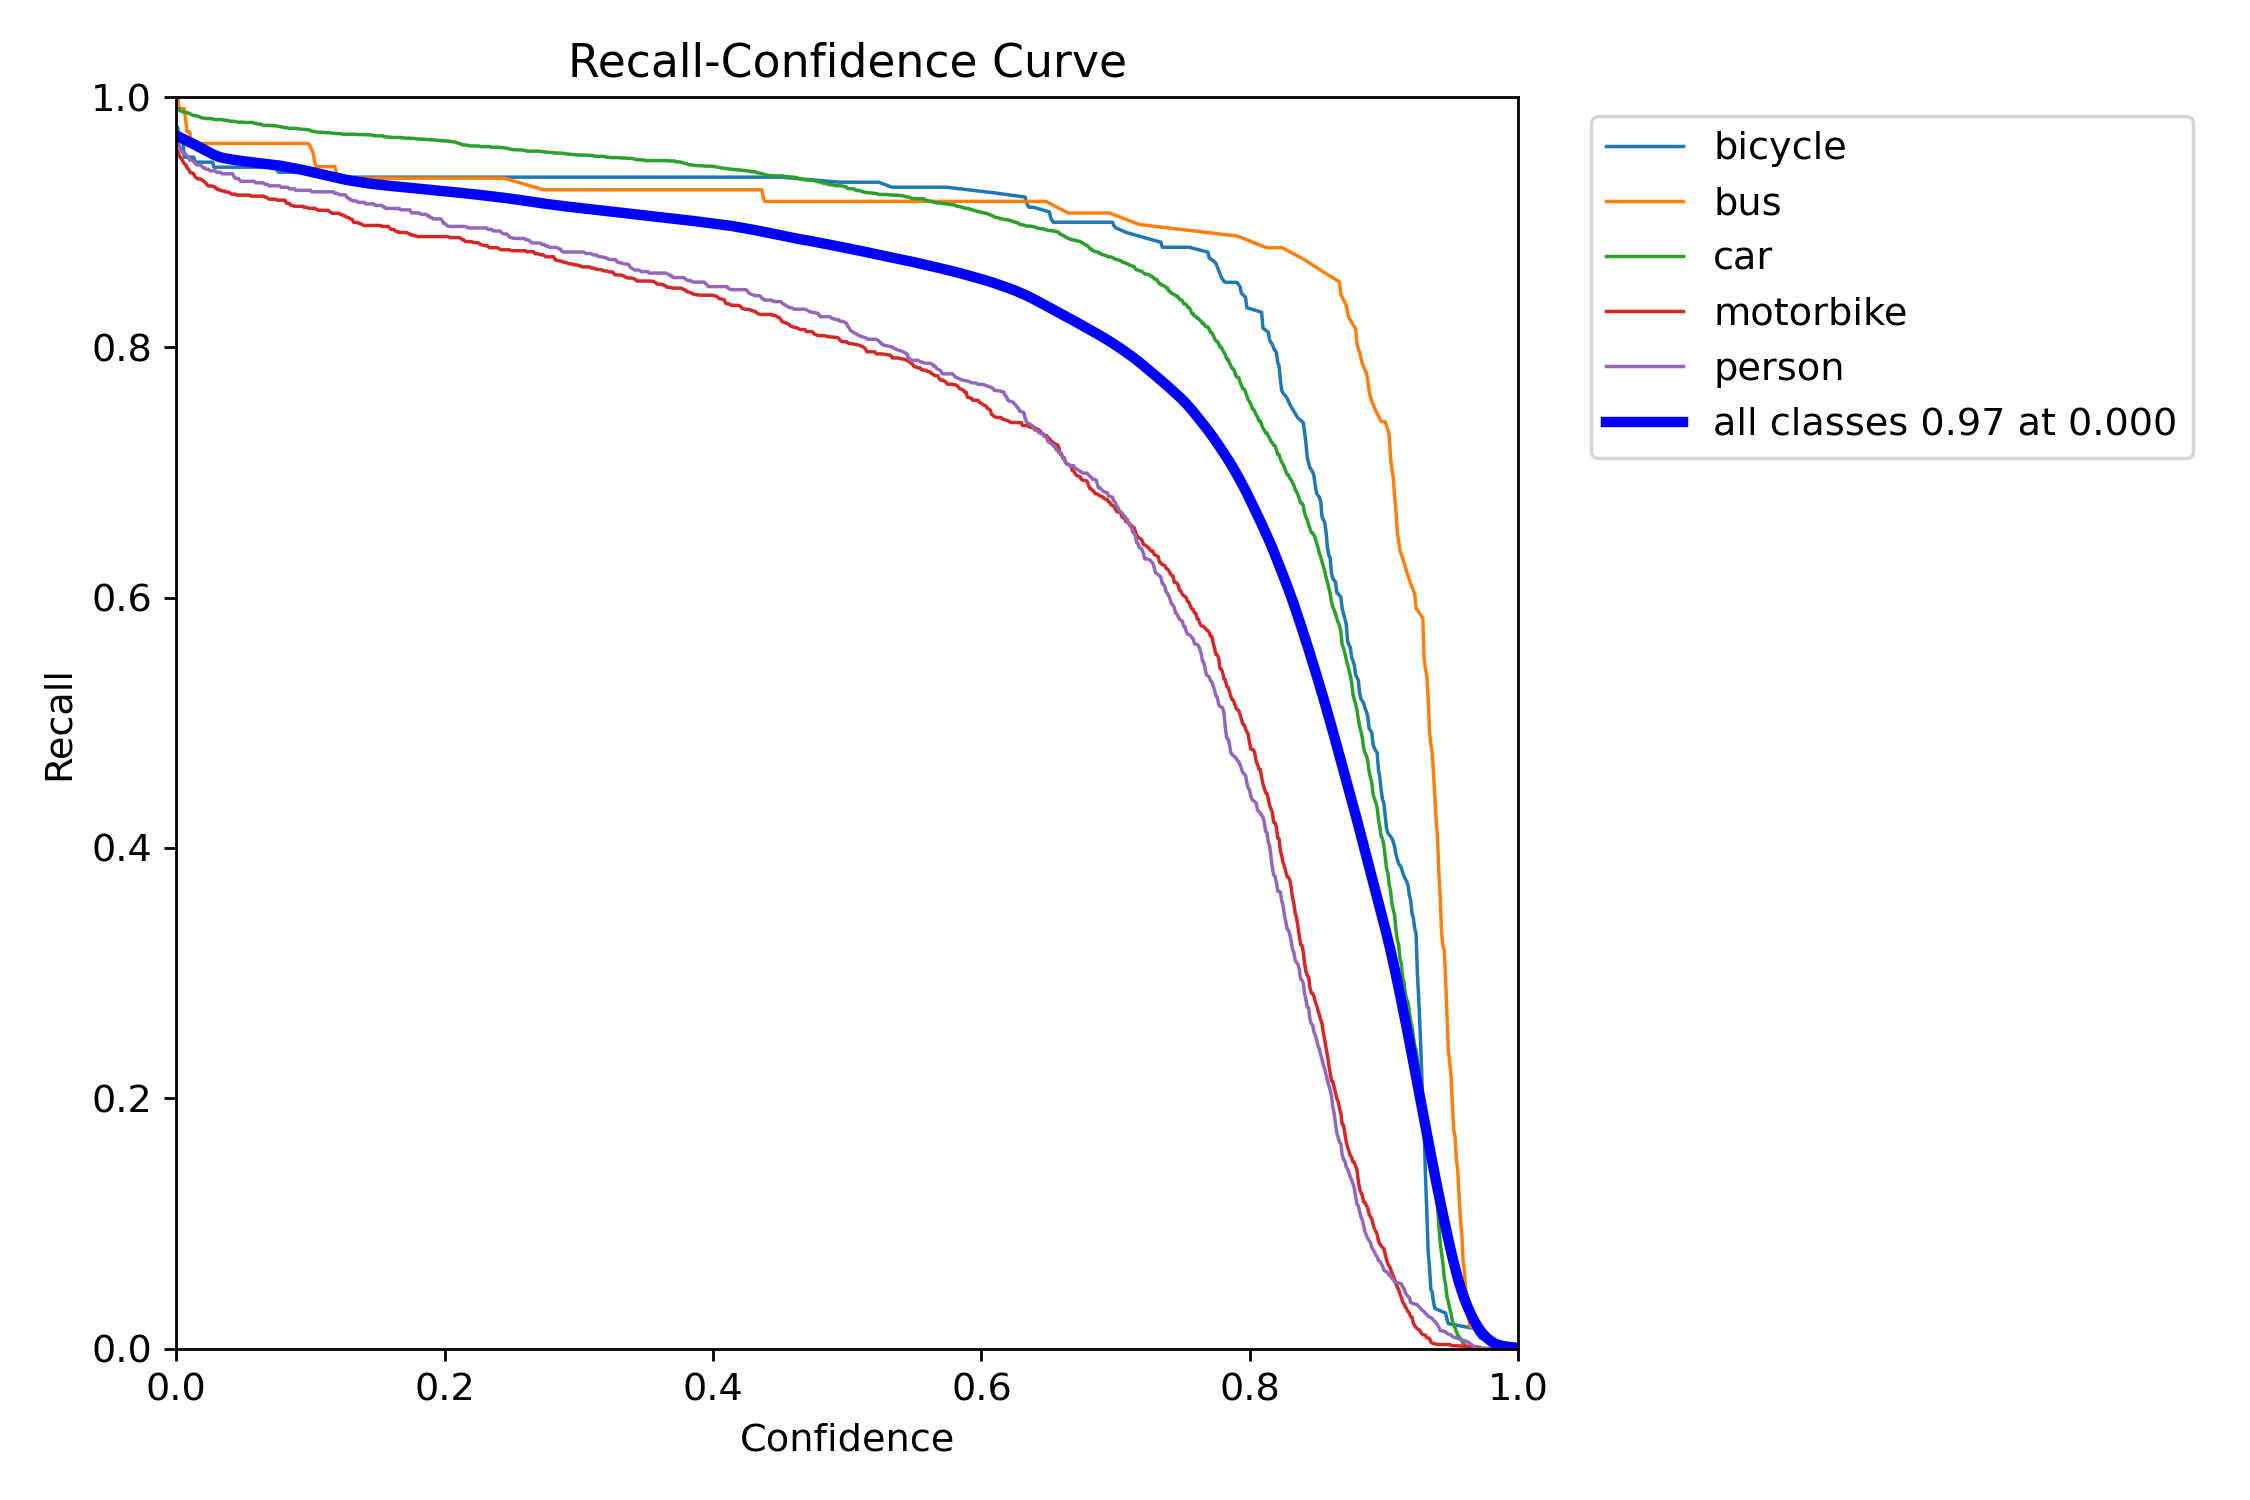 Recall-Confidence Curve
1.0
0.8
0.6
0.4
0.2
0.0
Recall
0.0 0.2 0.4 0.6 0.8 1.0
Confidence
bicycle
bus
car
motorbike
person
all classes 0.97 at 0.000